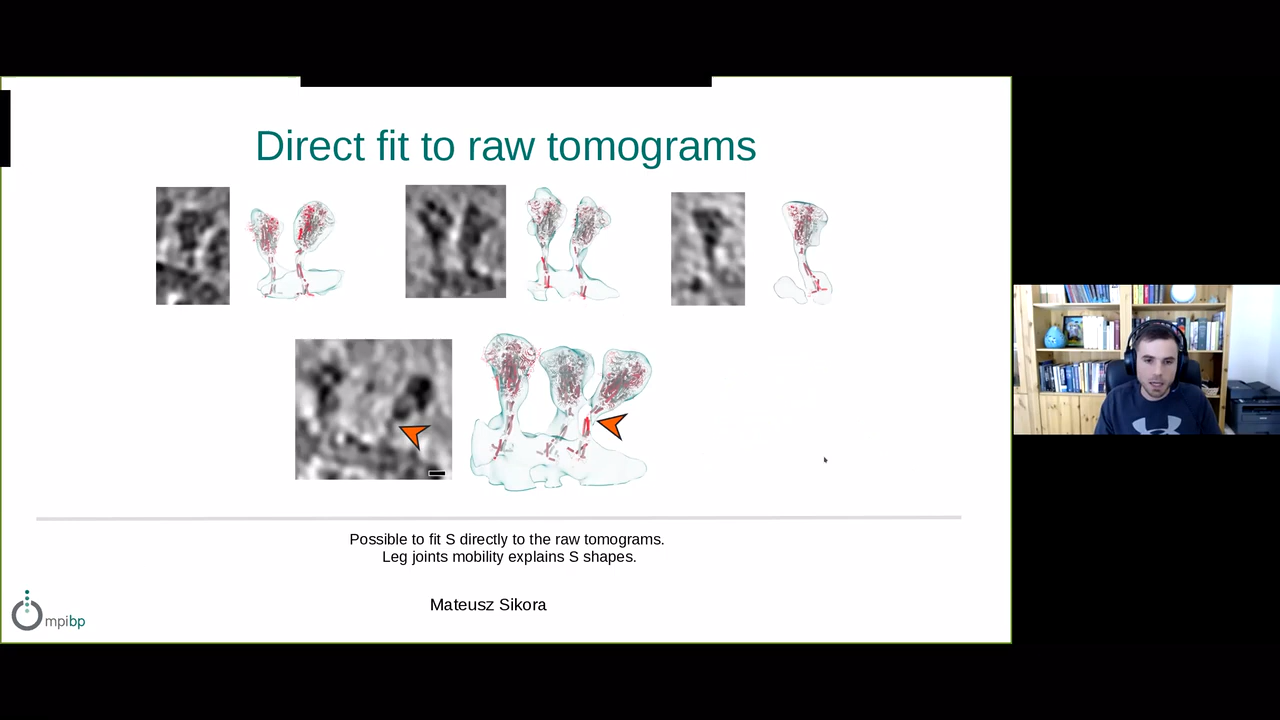 Direct fit to raw tomograms
Possible to fit S directly to the raw tomograms.
Leg joints mobility explains S shapes.
Mateusz Sikora
mpibp